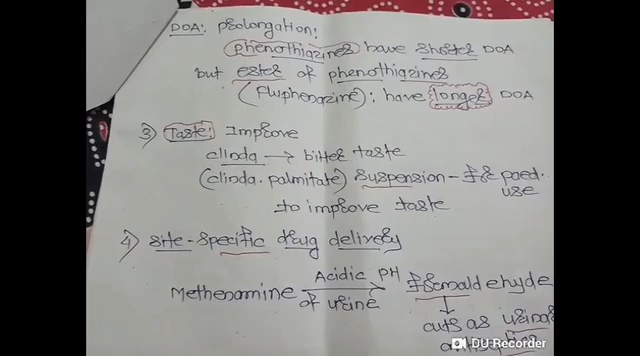 DOA: Prolongation:
phenothiazines have shorter DOA
but ester of phenothiazines
(Fluphenazine): have longer DOA
3) Taste: Improve
clinda → bitter taste
(clinda. palmitate) suspension - for paed. use
to improve taste
4) site-specific drug delivery
Methenamine Acidic pH of urine → Formaldehyde
↓
acts as urinary
DU Recorder